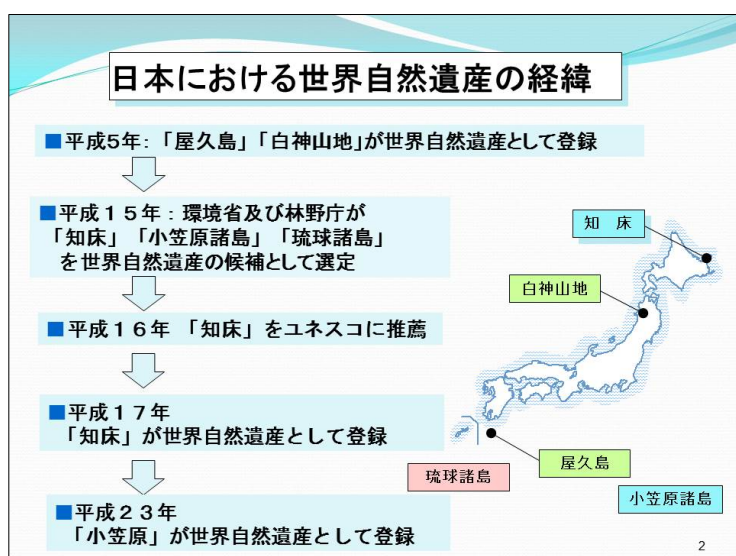 日本における世界自然遺産の経緯
■平成5年:「屋久島」「白神山地」が世界自然遺産として登録
■平成15年:環境省及び林野庁が
「知床」「小笠原諸島」「琉球諸島」
を世界自然遺産の候補として選定
■平成16年 「知床」をユネスコに推薦
■平成17年
「知床」が世界自然遺産として登録
■平成23年
「小笠原」が世界自然遺産として登録
知 床
白神山地
屋久島
琉球諸島
小笠原諸島
2